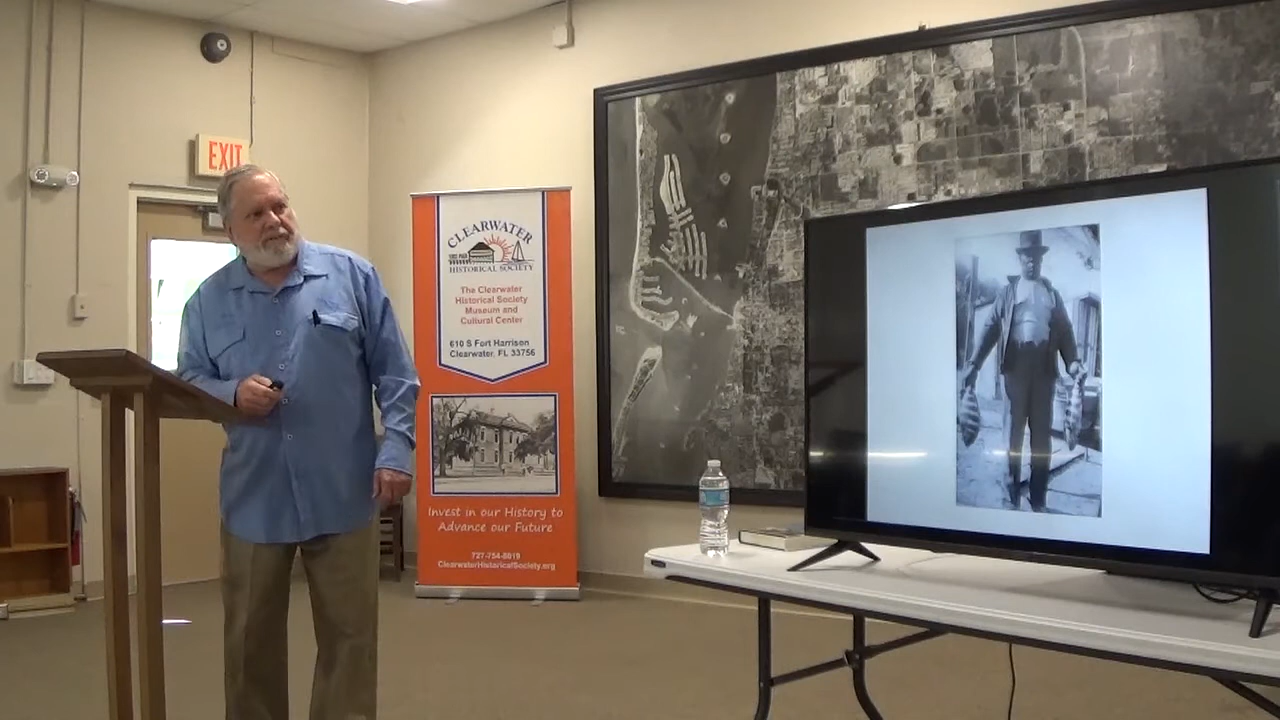 EXIT
CLEARWATER
HISTORICAL SOCIETY
The Clearwater
Historical Society
Museum and
Cultural Center
610 S Fort Harrison
Clearwater, FL 33756
Invest in our History to
Advance our Future
727-754-8019
ClearwaterHistoricalSociety.org